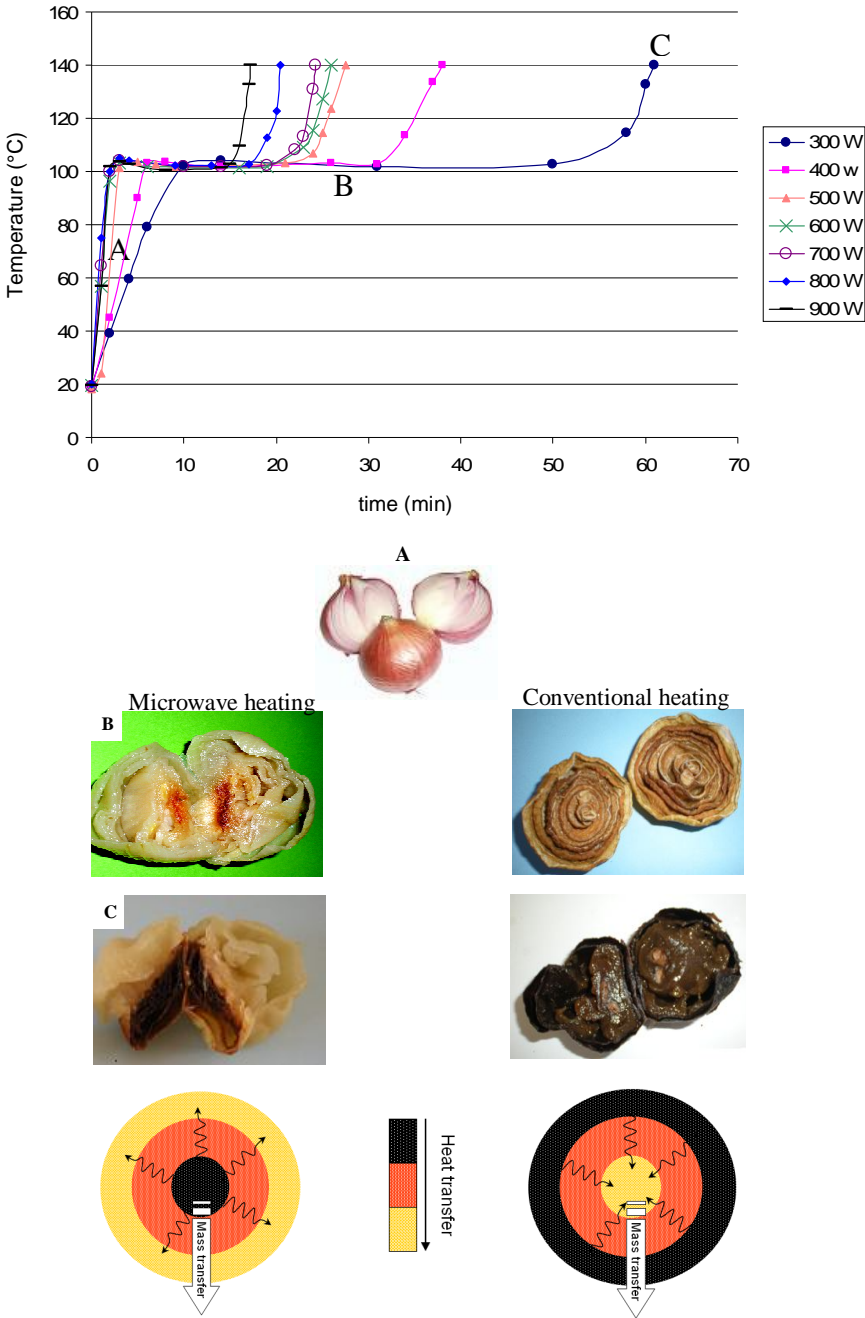 160
140
120
100
80
60
40
20
0
Temperature (°C)
A
B
C
0 10 20 30 40 50 60 70
time (min)
300 W
400 w
500 W
600 W
700 W
800 W
900 W
A
Microwave heating
Conventional heating
B
C
Heat transfer
Mass transfer
Mass transfer